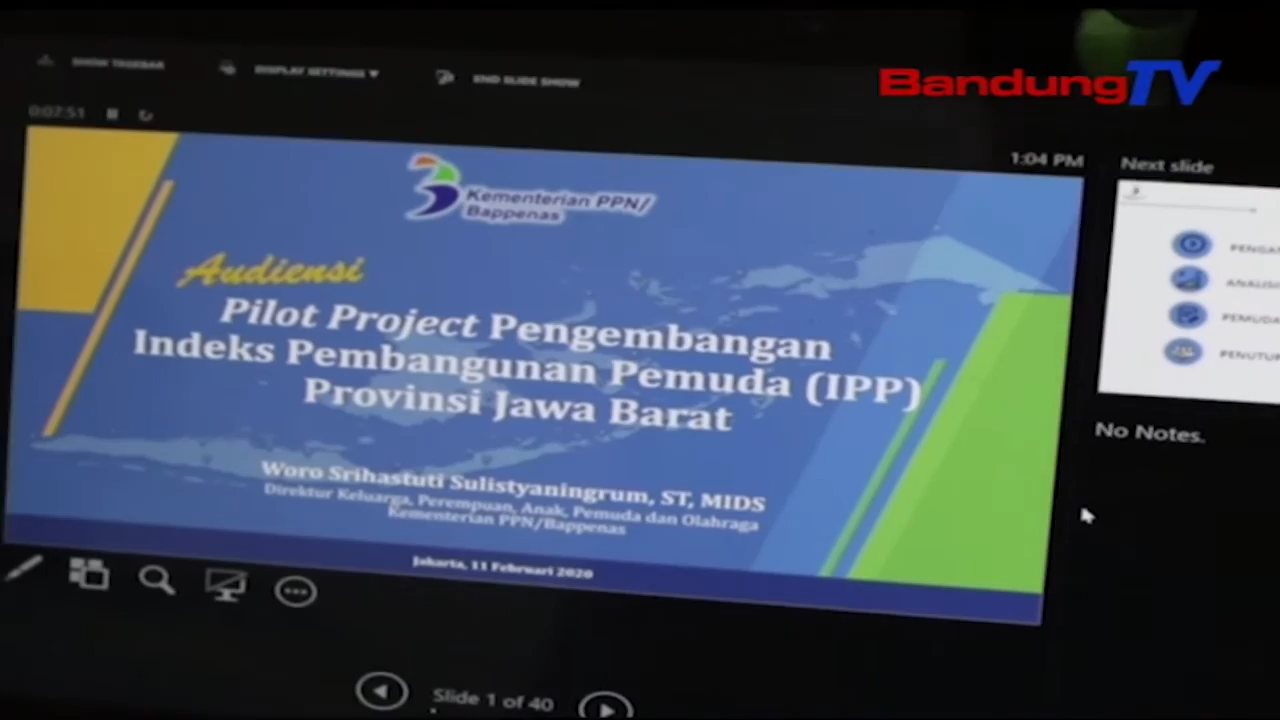 BandungTV
SHOW TASKBAR
DISPLAY SETTINGS ▼
END SLIDE SHOW
0:02:51
1:04 PM
Next slide
Kementerian PPN/
Bappenas
Audiensi
Pilot Project Pengembangan
Indeks Pembangunan Pemuda (IPP)
Provinsi Jawa Barat
Woro Srihastuti Sulistyaningrum, ST, MIDS
Direktur Keluarga, Perempuan, Anak, Pemuda dan Olahraga
Kementerian PPN/Bappenas
Jakarta, 11 Februari 2020
PEMUDA
No Notes.
Slide 1 of 40